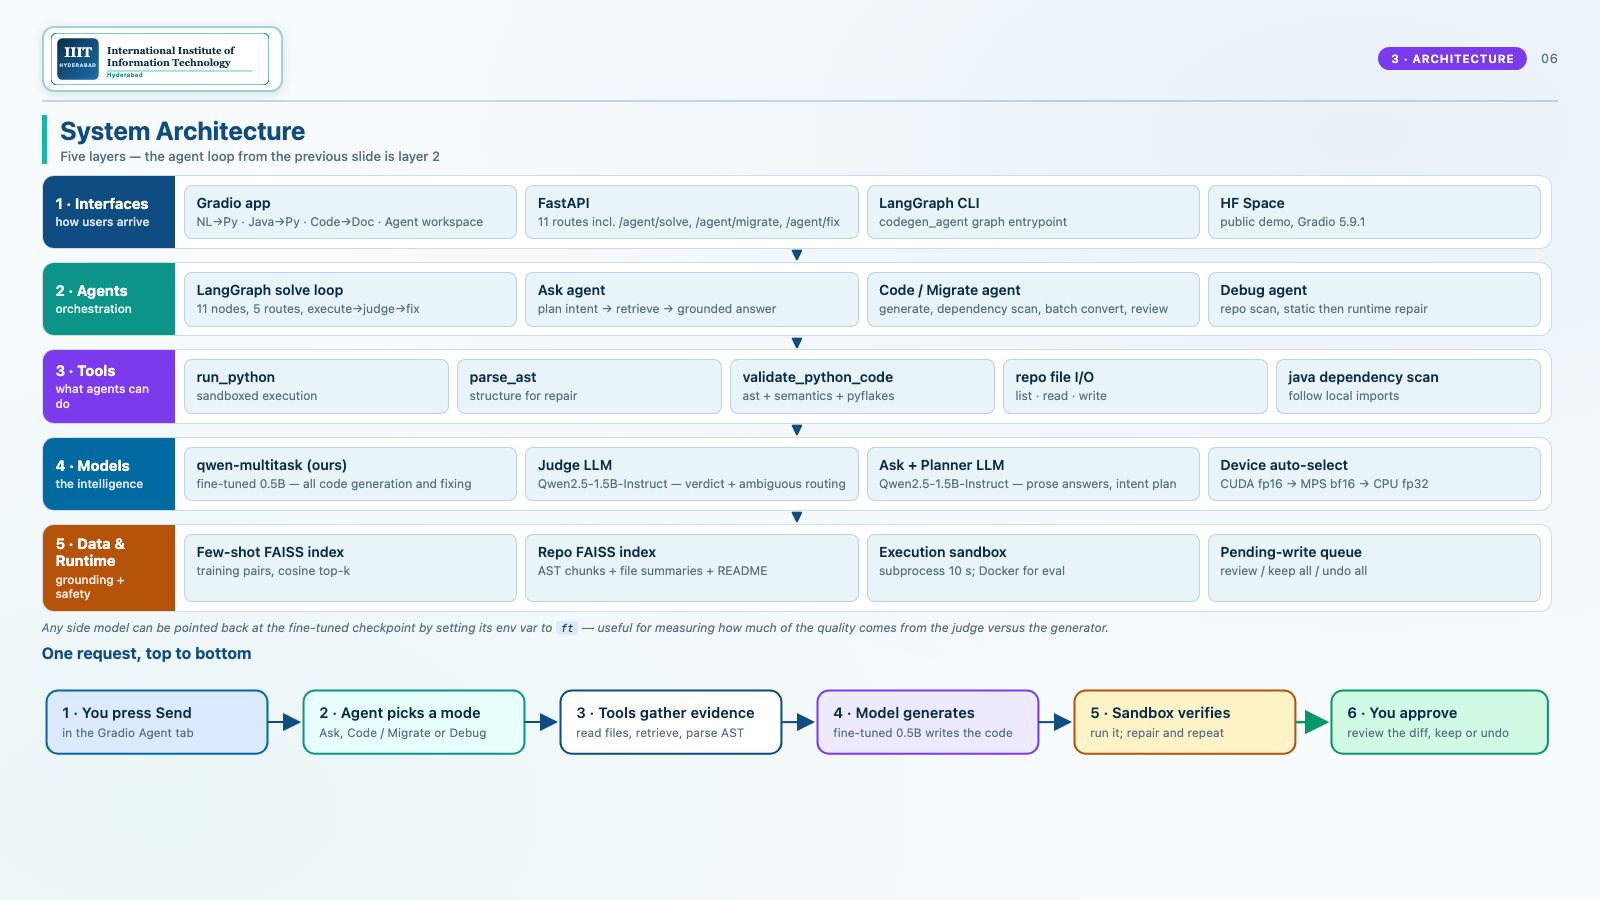 IIIT
HYDERABAD
International Institute of
Information Technology
Hyderabad
3 · ARCHITECTURE
06
System Architecture
Five layers — the agent loop from the previous slide is layer 2
1 · Interfaces
how users arrive
Gradio app
NL→Py · Java→Py · Code→Doc · Agent workspace
FastAPI
11 routes incl. /agent/solve, /agent/migrate, /agent/fix
LangGraph CLI
codegen_agent graph entrypoint
HF Space
public demo, Gradio 5.9.1
2 · Agents
orchestration
LangGraph solve loop
11 nodes, 5 routes, execute→judge→fix
Ask agent
plan intent → retrieve → grounded answer
Code / Migrate agent
generate, dependency scan, batch convert, review
Debug agent
repo scan, static then runtime repair
3 · Tools
what agents can
do
run_python
sandboxed execution
parse_ast
structure for repair
validate_python_code
ast + semantics + pyflakes
repo file I/O
list · read · write
java dependency scan
follow local imports
4 · Models
the intelligence
qwen-multitask (ours)
fine-tuned 0.5B — all code generation and fixing
Judge LLM
Qwen2.5-1.5B-Instruct — verdict + ambiguous routing
Ask + Planner LLM
Qwen2.5-1.5B-Instruct — prose answers, intent plan
Device auto-select
CUDA fp16 → MPS bf16 → CPU fp32
5 · Data &
Runtime
grounding +
safety
Few-shot FAISS index
training pairs, cosine top-k
Repo FAISS index
AST chunks + file summaries + README
Execution sandbox
subprocess 10 s; Docker for eval
Pending-write queue
review / keep all / undo all
Any side model can be pointed back at the fine-tuned checkpoint by setting its env var to ft — useful for measuring how much of the quality comes from the judge versus the generator.
One request, top to bottom
1 · You press Send
in the Gradio Agent tab
2 · Agent picks a mode
Ask, Code / Migrate or Debug
3 · Tools gather evidence
read files, retrieve, parse AST
4 · Model generates
fine-tuned 0.5B writes the code
5 · Sandbox verifies
run it; repair and repeat
6 · You approve
review the diff, keep or undo